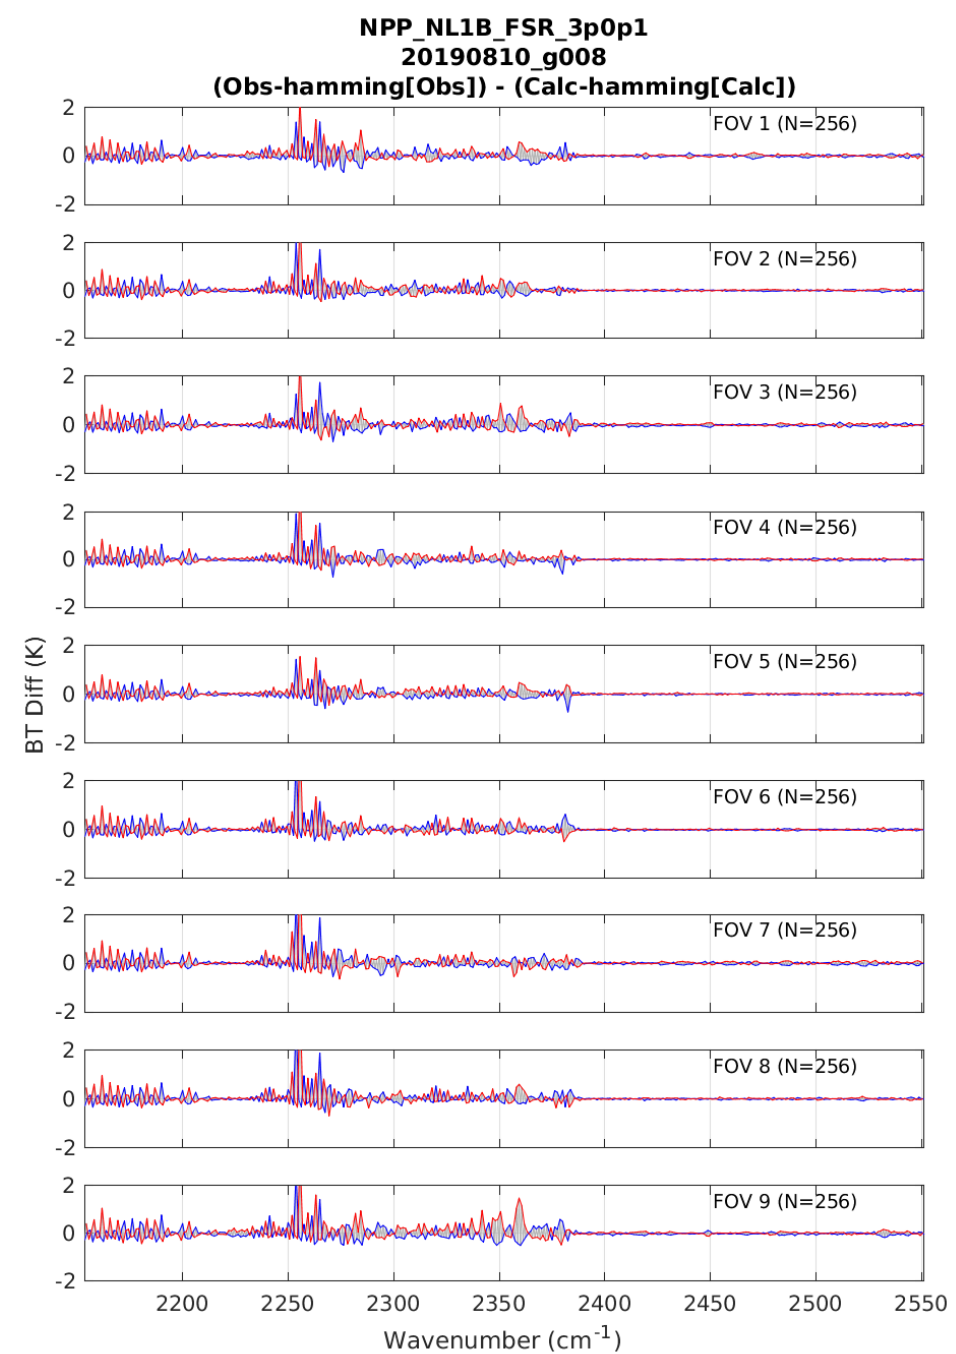 NPP_NL1B_FSR_3p0p1
20190810_g008
(Obs-hamming[Obs]) - (Calc-hamming[Calc])
2
0
-2
FOV 1 (N=256)
2
0
-2
FOV 2 (N=256)
2
0
-2
FOV 3 (N=256)
2
0
-2
FOV 4 (N=256)
2
0
-2
FOV 5 (N=256)
2
0
-2
FOV 6 (N=256)
2
0
-2
FOV 7 (N=256)
2
0
-2
FOV 8 (N=256)
2
0
-2
FOV 9 (N=256)
BT Diff (K)
2200 2250 2300 2350 2400 2450 2500 2550
Wavenumber (cm⁻¹)